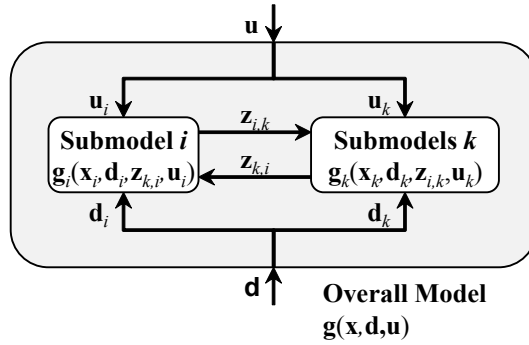 u
u_i u_k
Submodel i z_{i,k} Submodels k
g_i(x_i,d_i,z_{k,i},u_i) z_{k,i} g_k(x_k,d_k,z_{i,k},u_k)
d_i d_k
d
Overall Model
g(x,d,u)